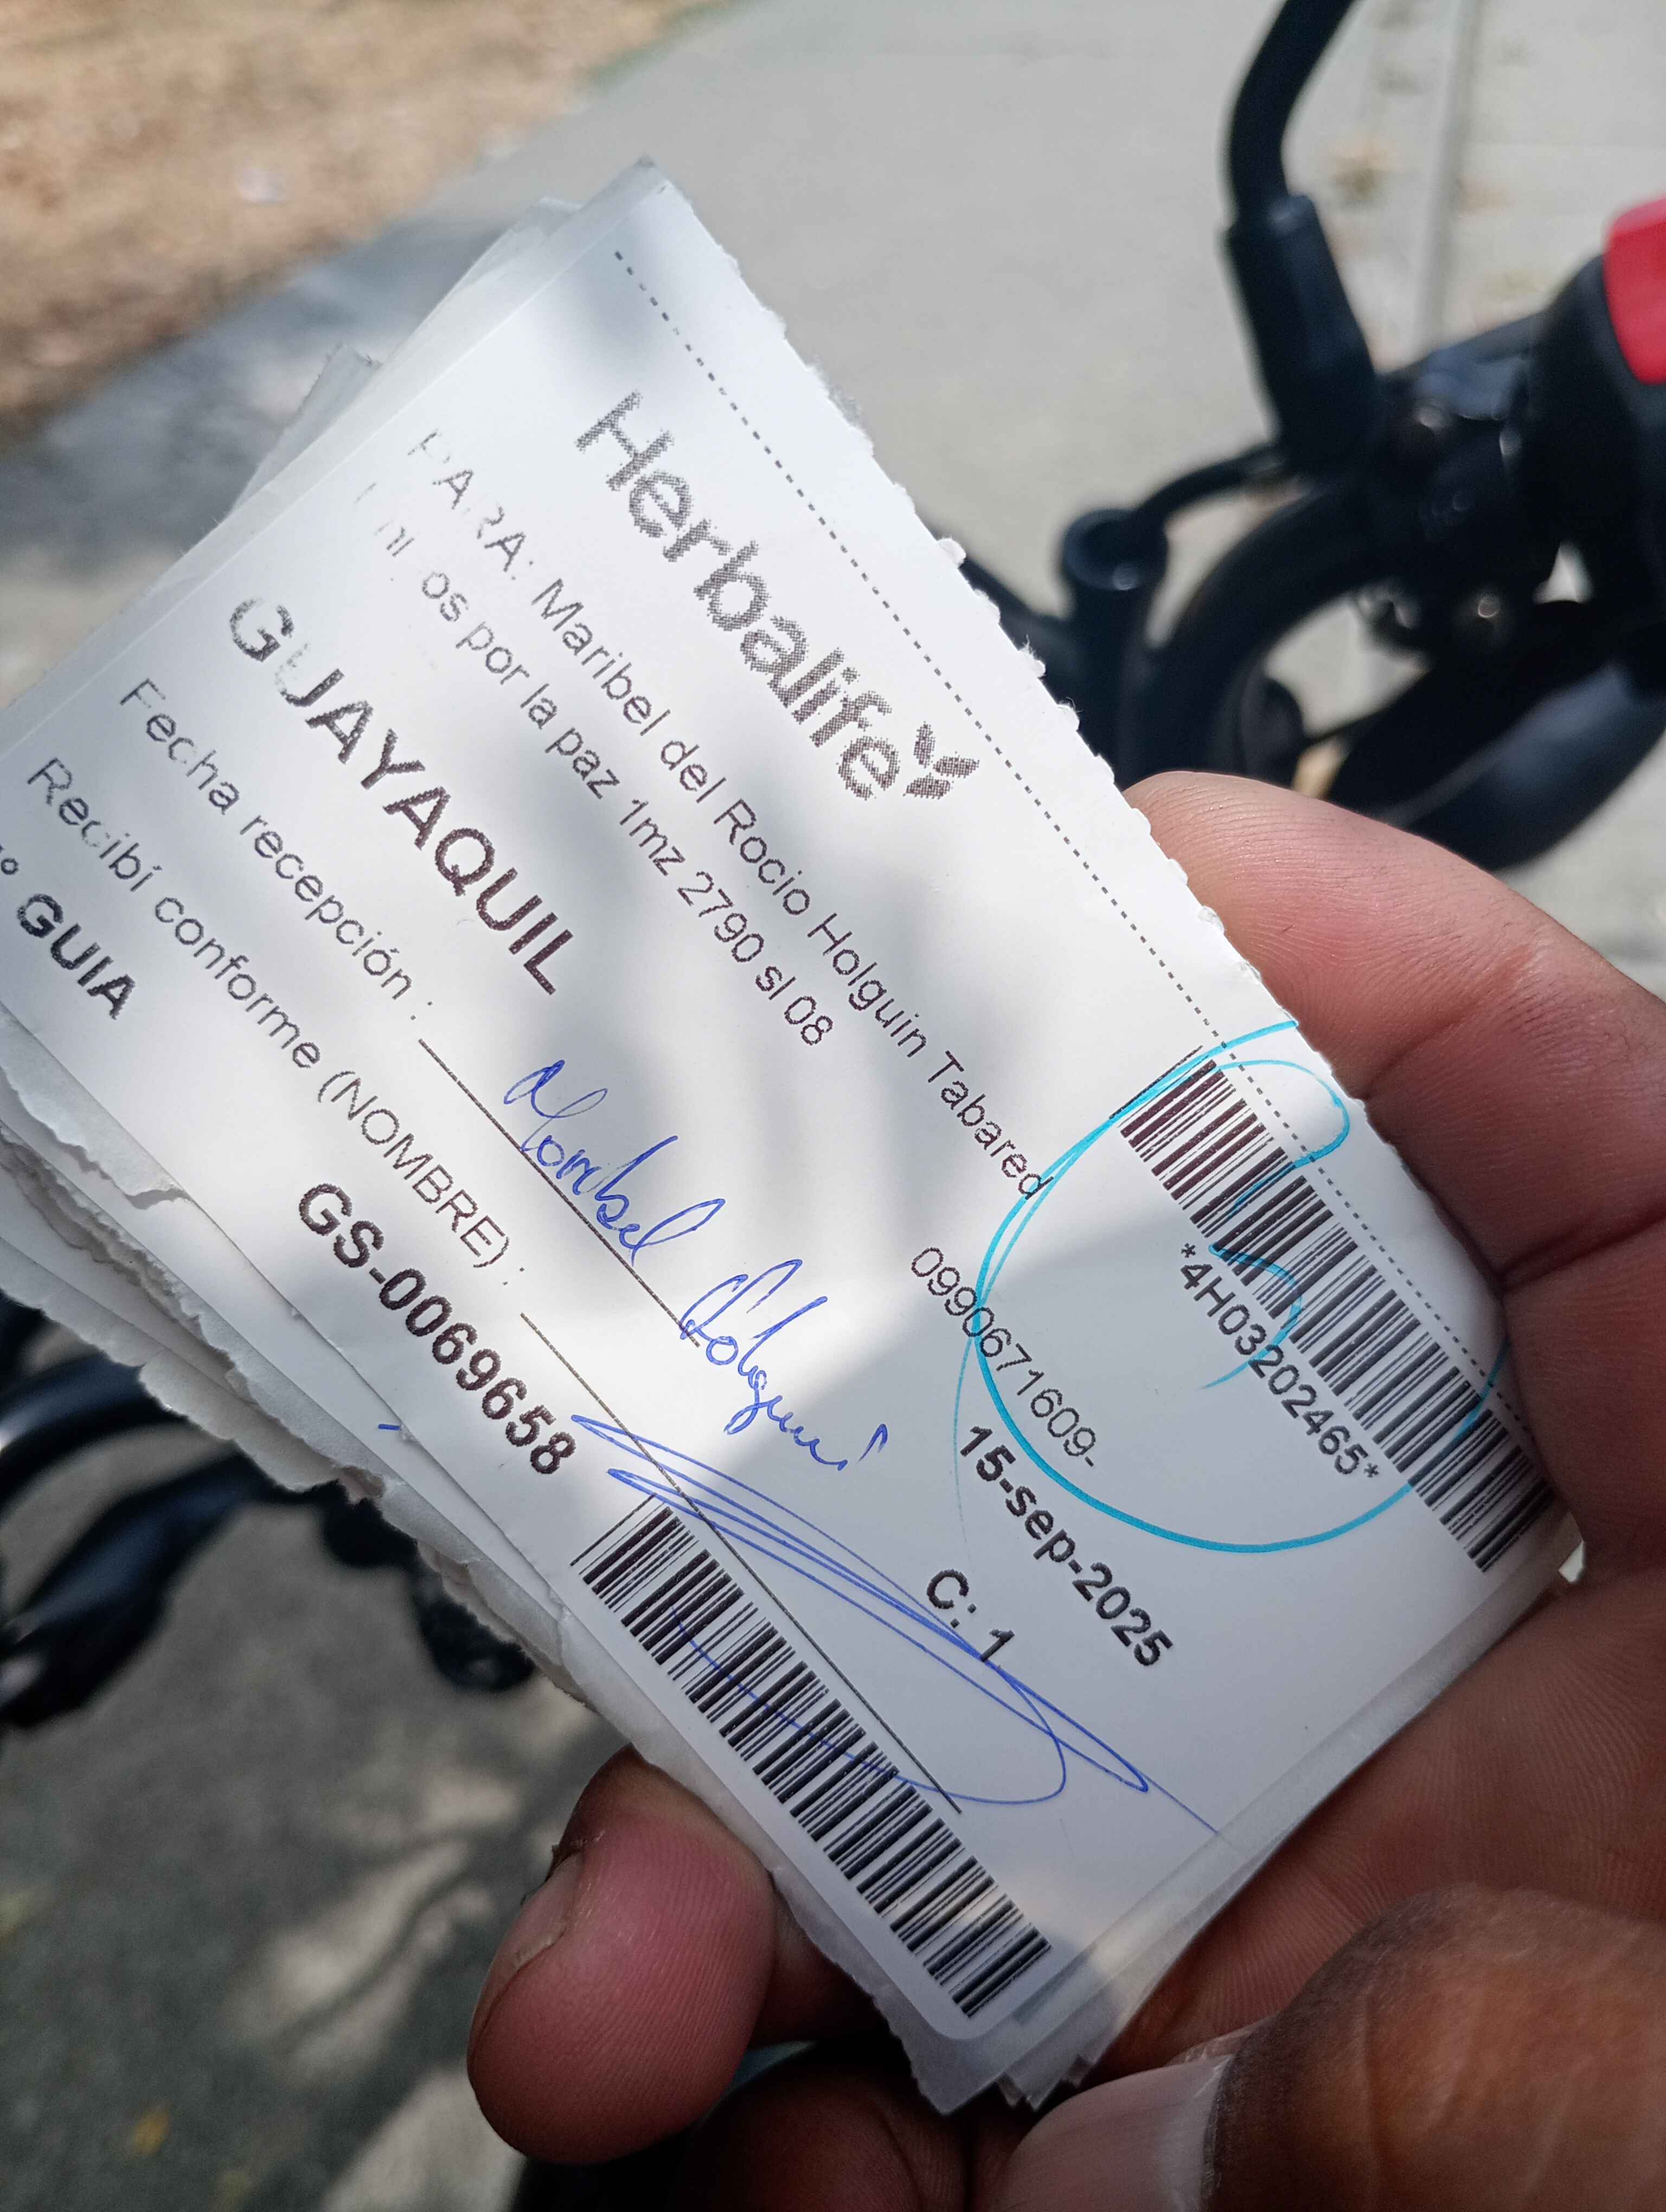 Herbalife
*4H03202465*
PARA: Maribel del Rocio Holguin Tabared
0990671609-
os por la paz 1mz 2790 sl 08
15-sep-2025
GUAYAQUIL
C: 1
Fecha recepción :
Maribel Holguin
Recibí conforme (NOMBRE) :
GUIA
GS-0069658